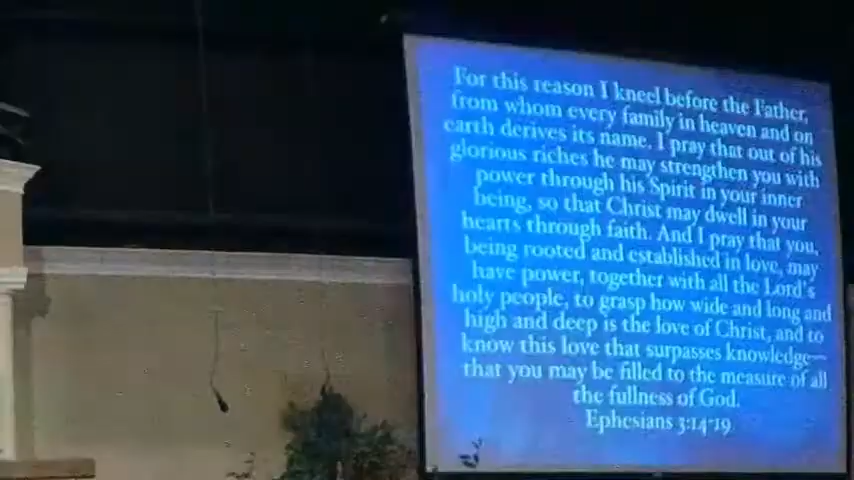 For this reason I kneel before the Father,
from whom every family in heaven and on
earth derives its name. I pray that out of his
glorious riches he may strengthen you with
power through his Spirit in your inner
being, so that Christ may dwell in your
hearts through faith. And I pray that you,
being rooted and established in love, may
have power, together with all the Lord's
holy people, to grasp how wide and long and
high and deep is the love of Christ, and to
know this love that surpasses knowledge—
that you may be filled to the measure of all
the fullness of God.
Ephesians 3:14-19